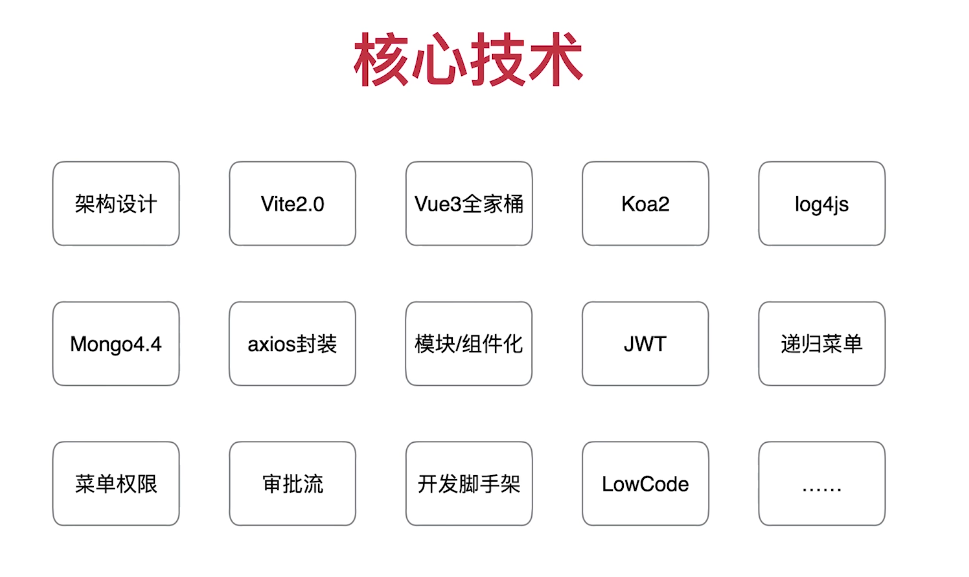 核心技术
架构设计
Vite2.0
Vue3全家桶
Koa2
log4js
Mongo4.4
axios封装
模块/组件化
JWT
递归菜单
菜单权限
审批流
开发脚手架
LowCode
……